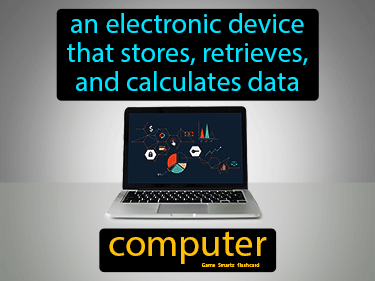 an electronic device
that stores, retrieves,
and calculates data
$
computer
Game Smartz flashcard